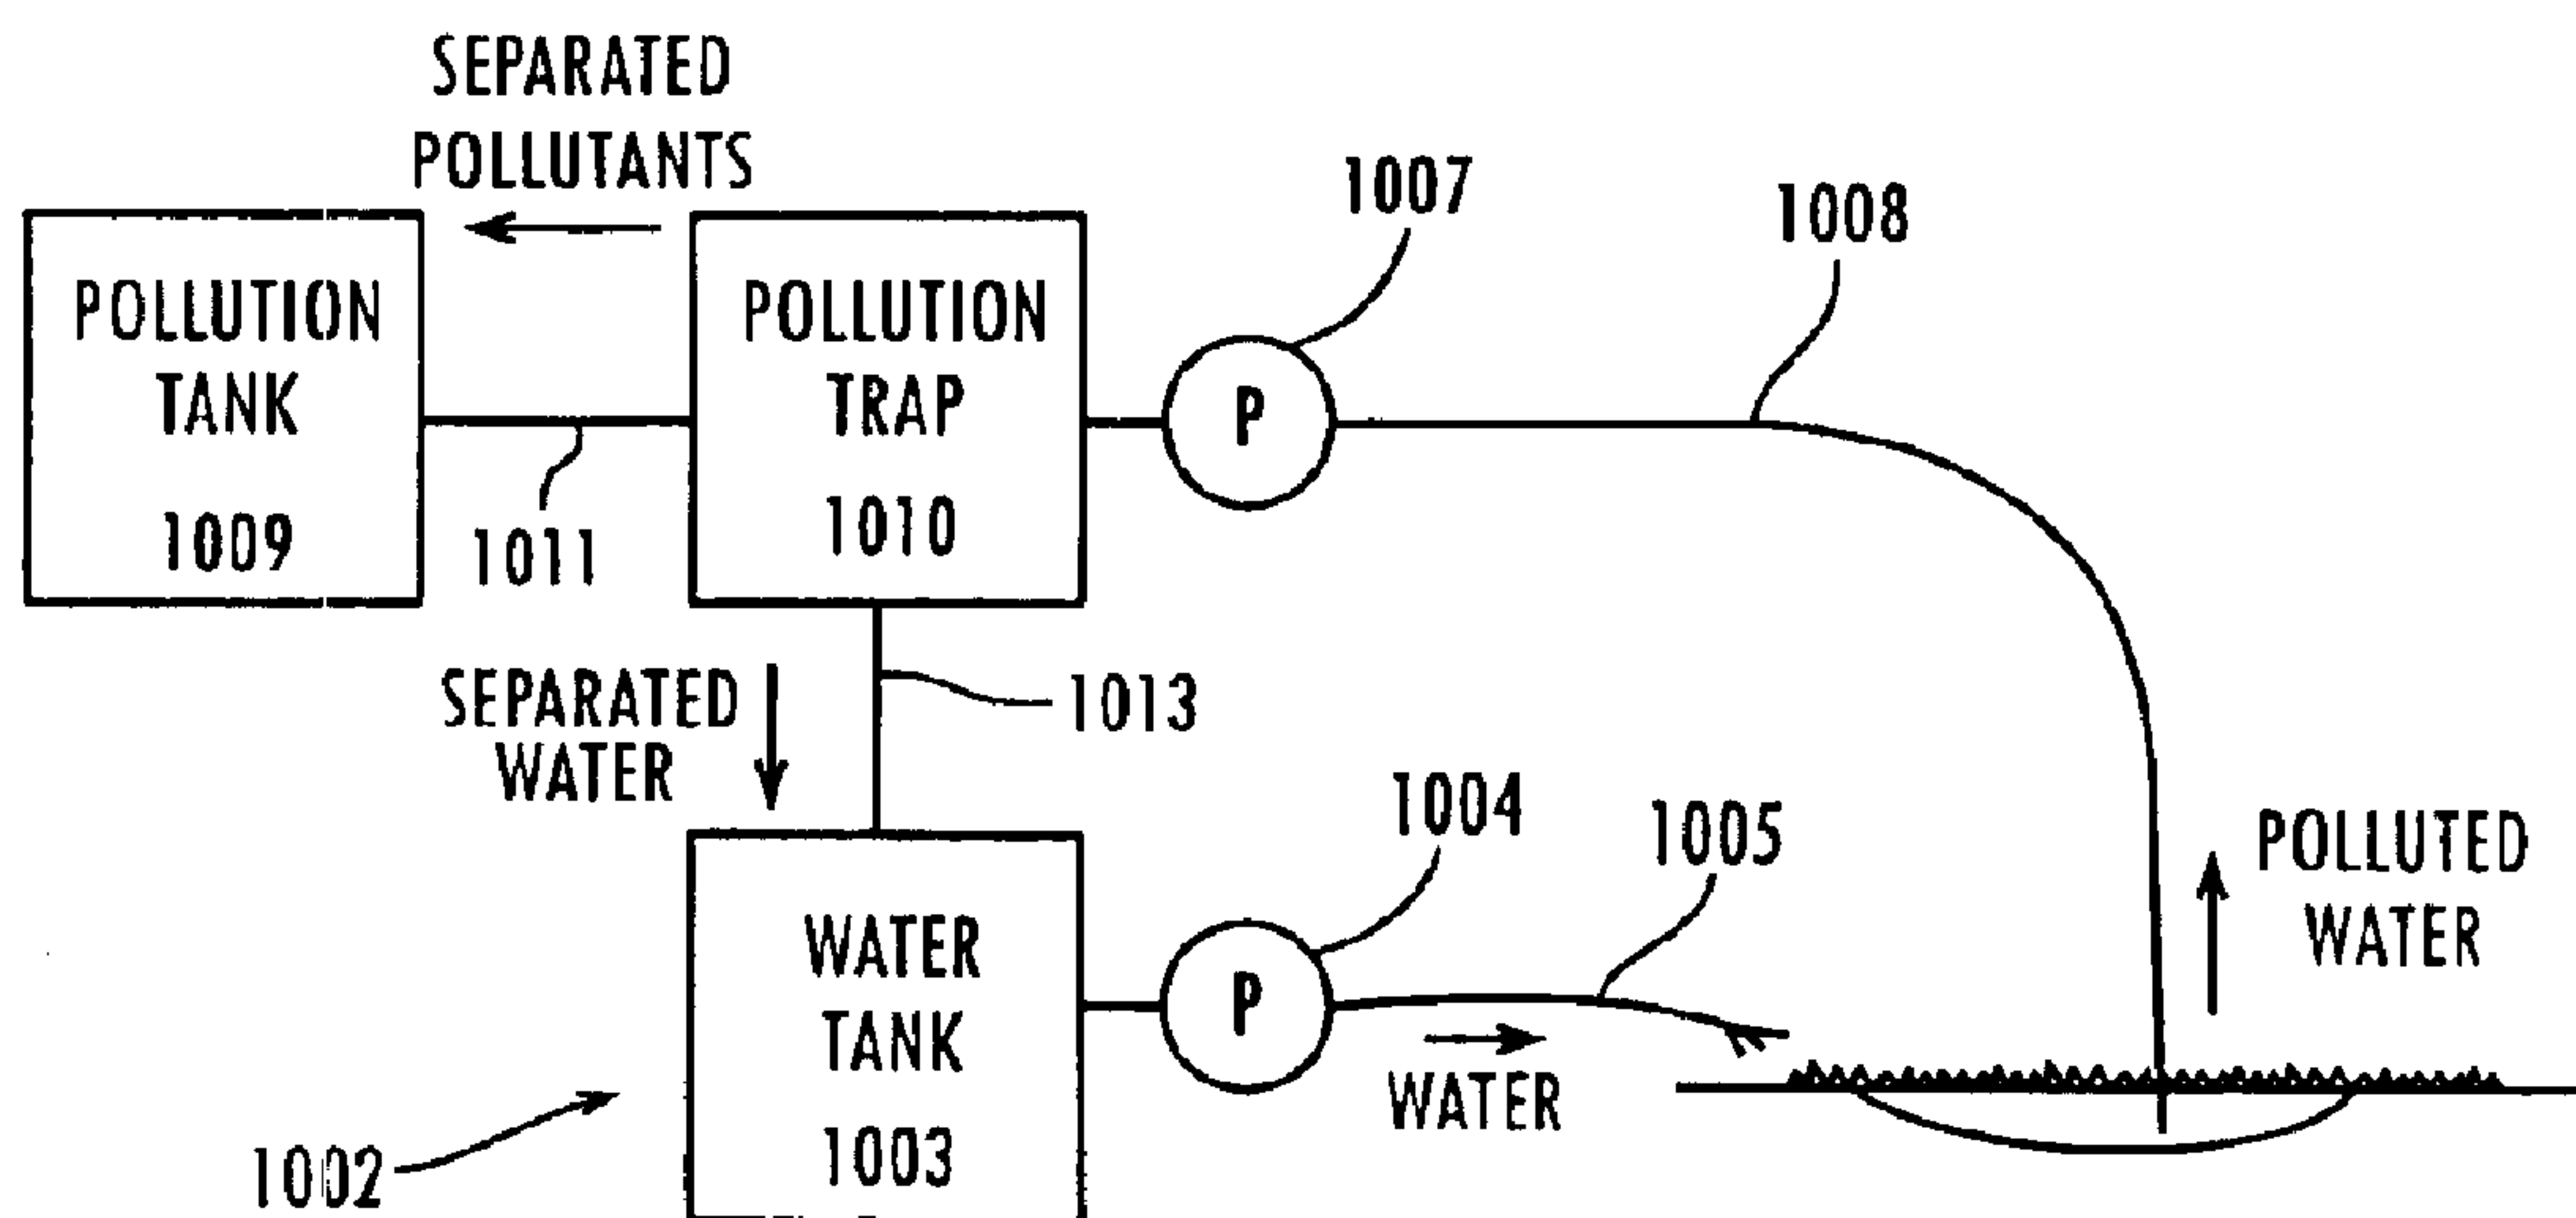 SEPARATED
POLLUTANTS
1007
1008
POLLUTION
TANK
1009
1011
POLLUTION
TRAP
1010
P
SEPARATED
WATER
1013
1004
1005
POLLUTED
WATER
WATER
TANK
1003
P
WATER
1002